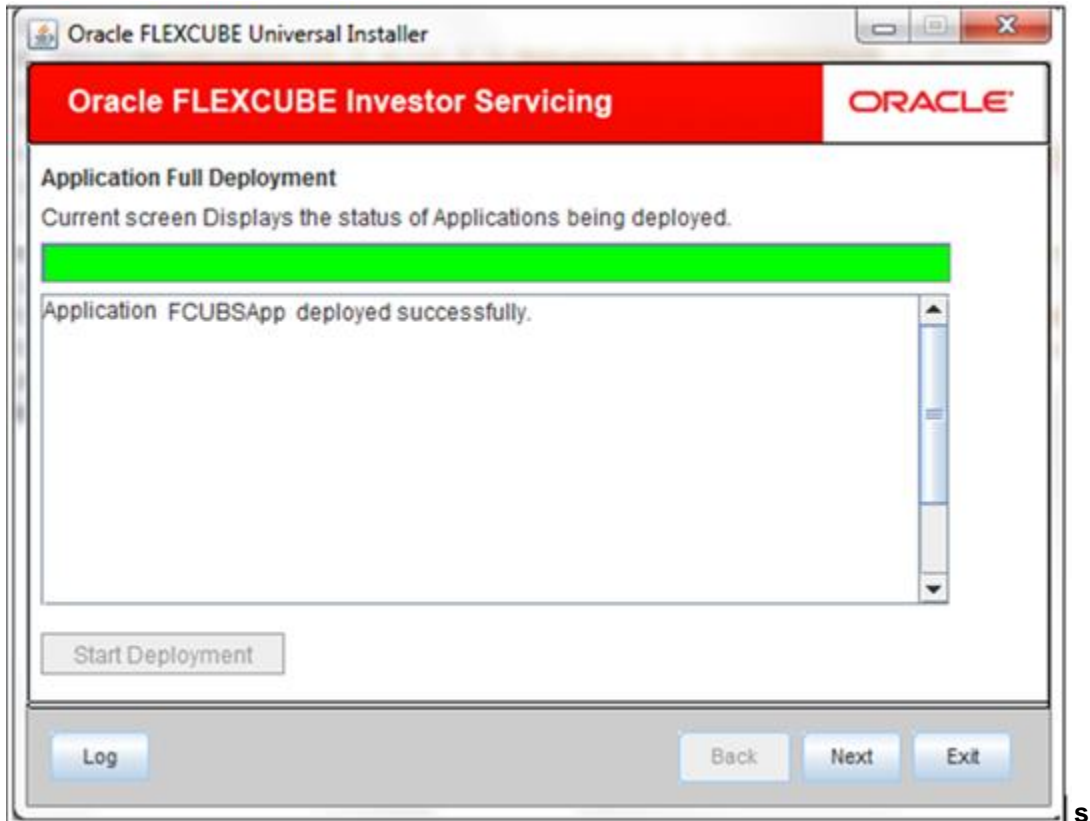 Oracle FLEXCUBE Universal Installer
Oracle FLEXCUBE Investor Servicing
ORACLE
Application Full Deployment
Current screen Displays the status of Applications being deployed.
Application FCUBSApp deployed successfully.
Start Deployment
Log
Back
Next
Exit
s